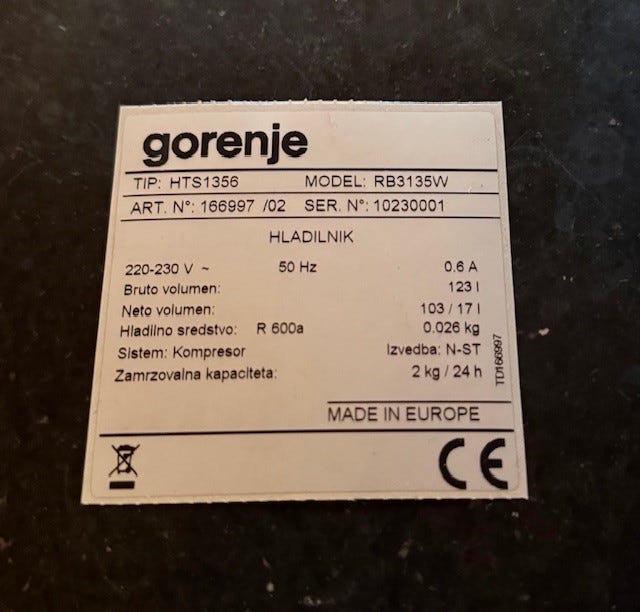 gorenje
TIP: HTS1356 MODEL: RB3135W
ART. N°: 166997 /02 SER. N°: 10230001
HLADILNIK
220-230 V ~ 50 Hz 0.6 A
Bruto volumen: 123 l
Neto volumen: 103 / 17 l
Hladilno sredstvo: R 600a 0.026 kg
Sistem: Kompresor Izvedba: N-ST
Zamrzovalna kapaciteta: 2 kg / 24 h
TD166997
MADE IN EUROPE
CE